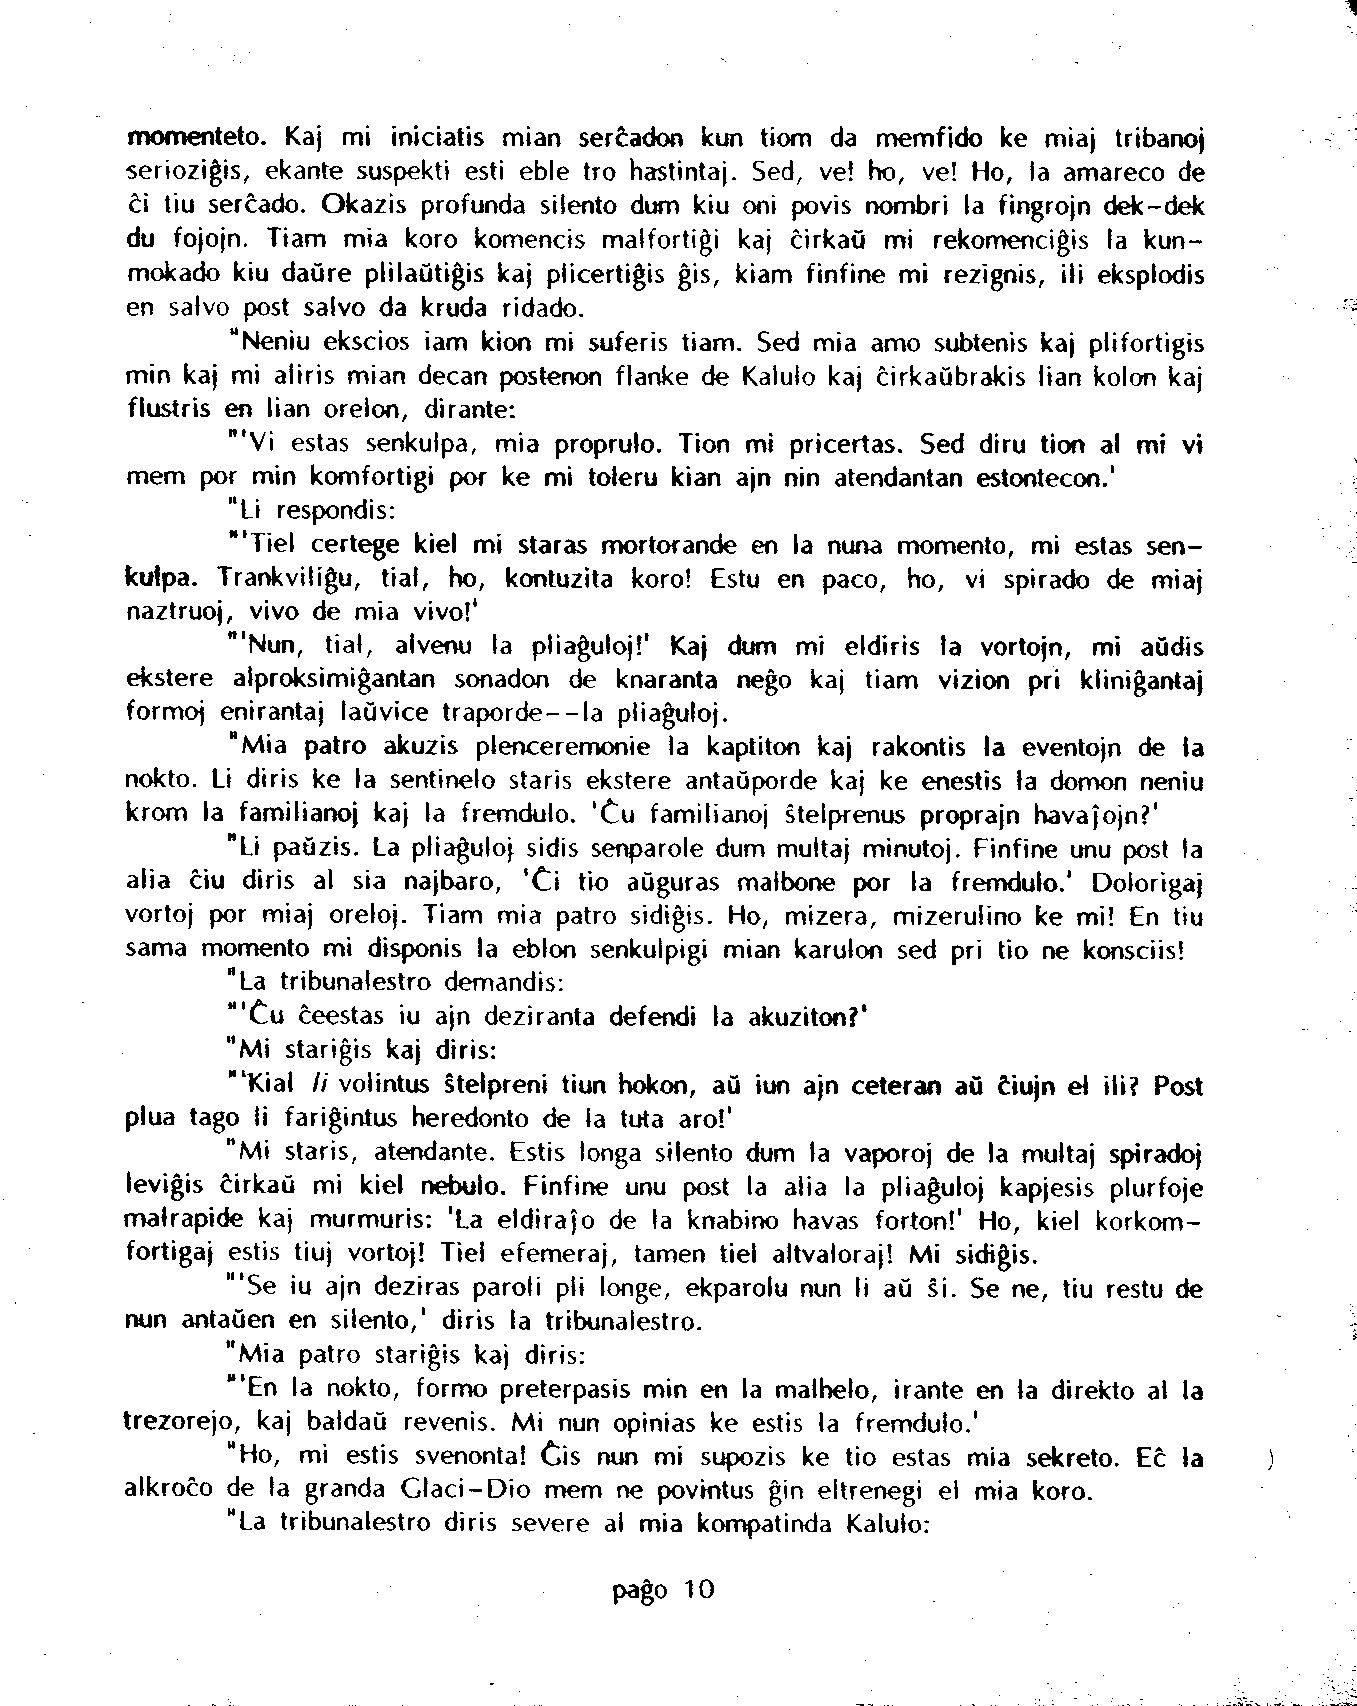 momenteto. Kaj mi iniciatis mian serĉadon kun tiom da memfido ke miaj tribanoj
serioziĝis, ekante suspekti esti eble tro hastintaj. Sed, ve! ho, ve! Ho, la amareco de
ĉi tiu serĉado. Okazis profunda silento dum kiu oni povis nombri la fingrojn dek-dek
du fojojn. Tiam mia koro komencis malfortiĝi kaj ĉirkaŭ mi rekomenciĝis la kun-
mokado kiu daŭre plilaŭtiĝis kaj plicertiĝis ĝis, kiam finfine mi rezignis, ili eksplodis
en salvo post salvo da kruda ridado.
"Neniu ekscios iam kion mi suferis tiam. Sed mia amo subtenis kaj plifortigis
min kaj mi aliris mian decan postenon flanke de Kalulo kaj ĉirkaŭbrakis lian kolon kaj
flustris en lian orelon, dirante:
"'Vi estas senkulpa, mia proprulo. Tion mi pricertas. Sed diru tion al mi vi
mem por min komfortigi por ke mi toleru kian ajn nin atendantan estontecon.'
"Li respondis:
"'Tiel certege kiel mi staras mortorande en la nuna momento, mi estas sen-
kulpa. Trankviliĝu, tial, ho, kontuzita koro! Estu en paco, ho, vi spirado de miaj
naztruoj, vivo de mia vivo!'
"'Nun, tial, alvenu la pliaĝuloj!' Kaj dum mi eldiris la vortojn, mi aŭdis
ekstere alproksimiĝantan sonadon de knaranta neĝo kaj tiam vizion pri kliniĝantaj
formoj enirantaj laŭvice traporde--la pliaĝuloj.
"Mia patro akuzis plenceremonie la kaptiton kaj rakontis la eventojn de la
nokto. Li diris ke la sentinelo staris ekstere antaŭporde kaj ke enestis la domon neniu
krom la familianoj kaj la fremdulo. 'Ĉu familianoj ŝtelprenus proprajn havaĵojn?'
"Li paŭzis. La pliaĝuloj sidis senparole dum multaj minutoj. Finfine unu post la
alia ĉiu diris al sia najbaro, 'Ĉi tio aŭguras malbone por la fremdulo.' Dolorigaj
vortoj por miaj oreloj. Tiam mia patro sidiĝis. Ho, mizera, mizerulino ke mi! En tiu
sama momento mi disponis la eblon senkulpigi mian karulon sed pri tio ne konsciis!
"La tribunalestro demandis:
"'Ĉu ĉeestas iu ajn deziranta defendi la akuziton?'
"Mi stariĝis kaj diris:
"'Kial li volintus ŝtelpreni tiun hokon, aŭ iun ajn ceteran aŭ ĉiujn el ili? Post
plua tago li fariĝintus heredonto de la tuta aro!'
"Mi staris, atendante. Estis longa silento dum la vaporoj de la multaj spiradoj
leviĝis ĉirkaŭ mi kiel nebulo. Finfine unu post la alia la pliaĝuloj kapjesis plurfoje
malrapide kaj murmuris: 'La eldiraĵo de la knabino havas forton!' Ho, kiel korkom-
fortigaj estis tiuj vortoj! Tiel efemeraj, tamen tiel altvaloraj! Mi sidiĝis.
"'Se iu ajn deziras paroli pli longe, ekparolu nun li aŭ ŝi. Se ne, tiu restu de
nun antaŭen en silento,' diris la tribunalestro.
"Mia patro stariĝis kaj diris:
"'En la nokto, formo preterpasis min en la malhelo, irante en la direkto al la
trezorejo, kaj baldaŭ revenis. Mi nun opinias ke estis la fremdulo.'
"Ho, mi estis svenonta! Ĝis nun mi supozis ke tio estas mia sekreto. Eĉ la
alkroĉo de la granda Glaci-Dio mem ne povintus ĝin eltrenegi el mia koro.
"La tribunalestro diris severe al mia kompatinda Kalulo:
paĝo 10